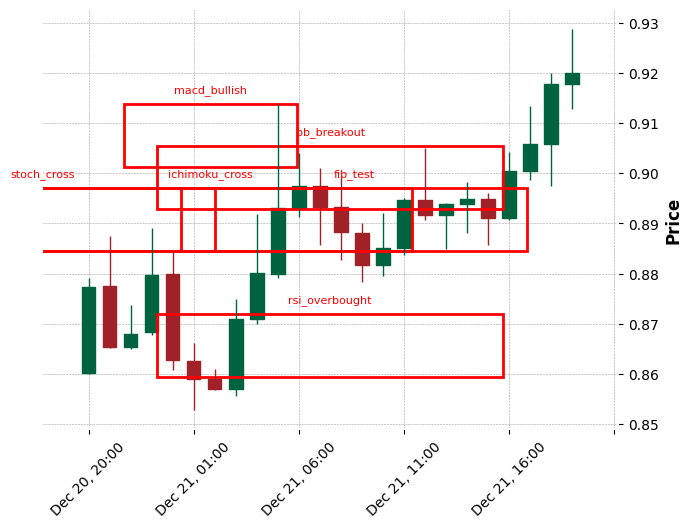 0.93
0.92
macd_bullish
0.91
bb_breakout
stoch_cross
ichimoku_cross
fib_test
0.90
Price
0.89
0.88
rsi_overbought
0.87
0.86
0.85
Dec 20, 20:00
Dec 21, 01:00
Dec 21, 06:00
Dec 21, 11:00
Dec 21, 16:00